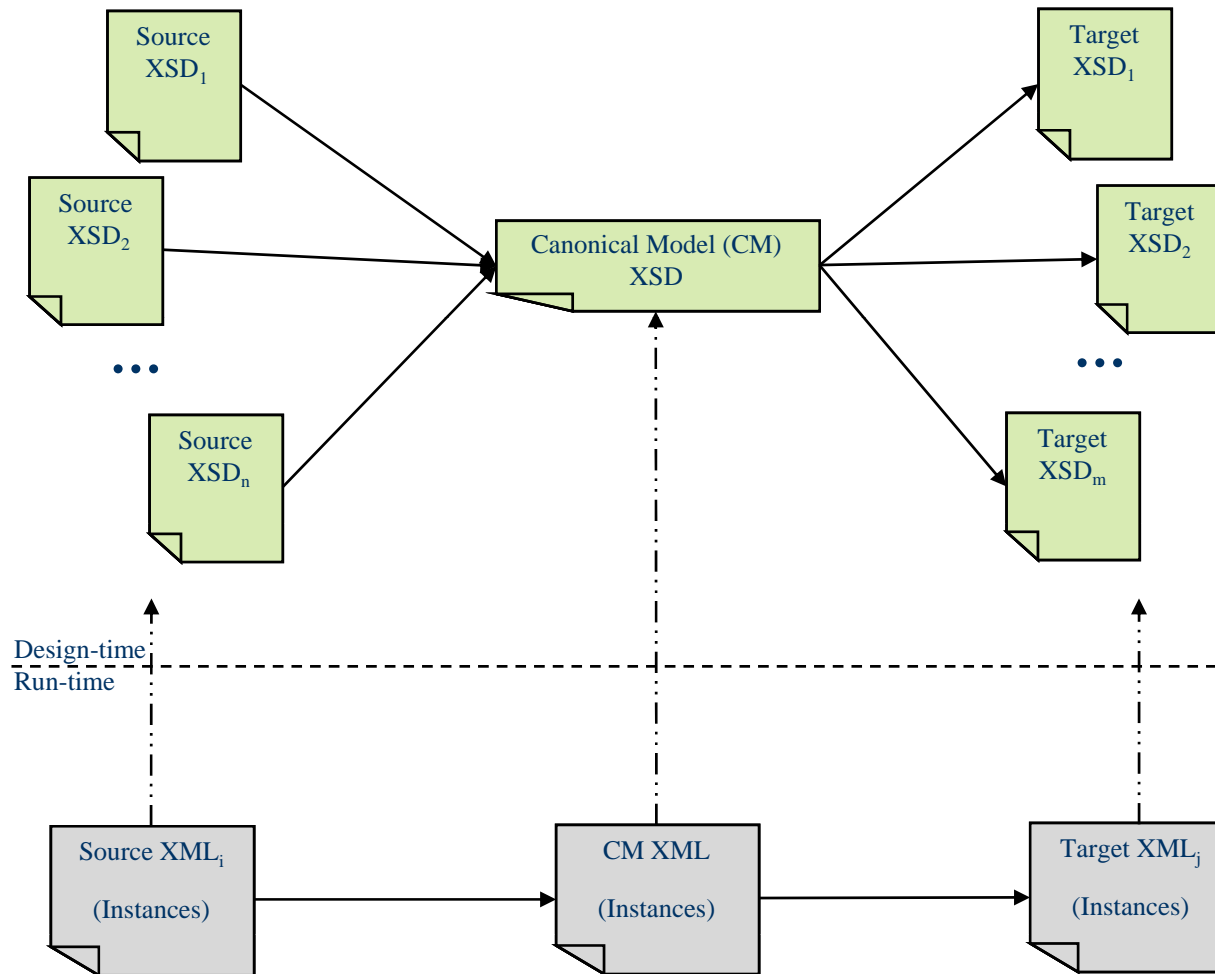 Source
XSD₁
Target
XSD₁
Source
XSD₂
Target
XSD₂
Canonical Model (CM)
XSD
...
...
Source
XSDₙ
Target
XSDₘ
Design-time
Run-time
Source XMLᵢ
(Instances)
CM XML
(Instances)
Target XMLⱼ
(Instances)